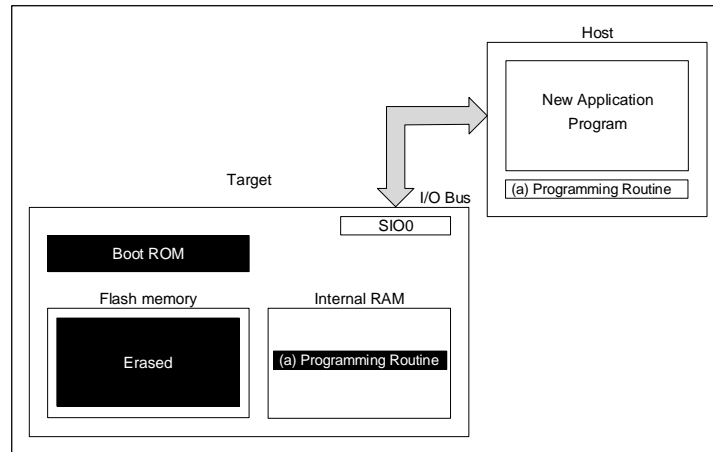 Host
New Application
Program
(a) Programming Routine
Target
I/O Bus
SIO0
Boot ROM
Flash memory
Internal RAM
Erased
(a) Programming Routine